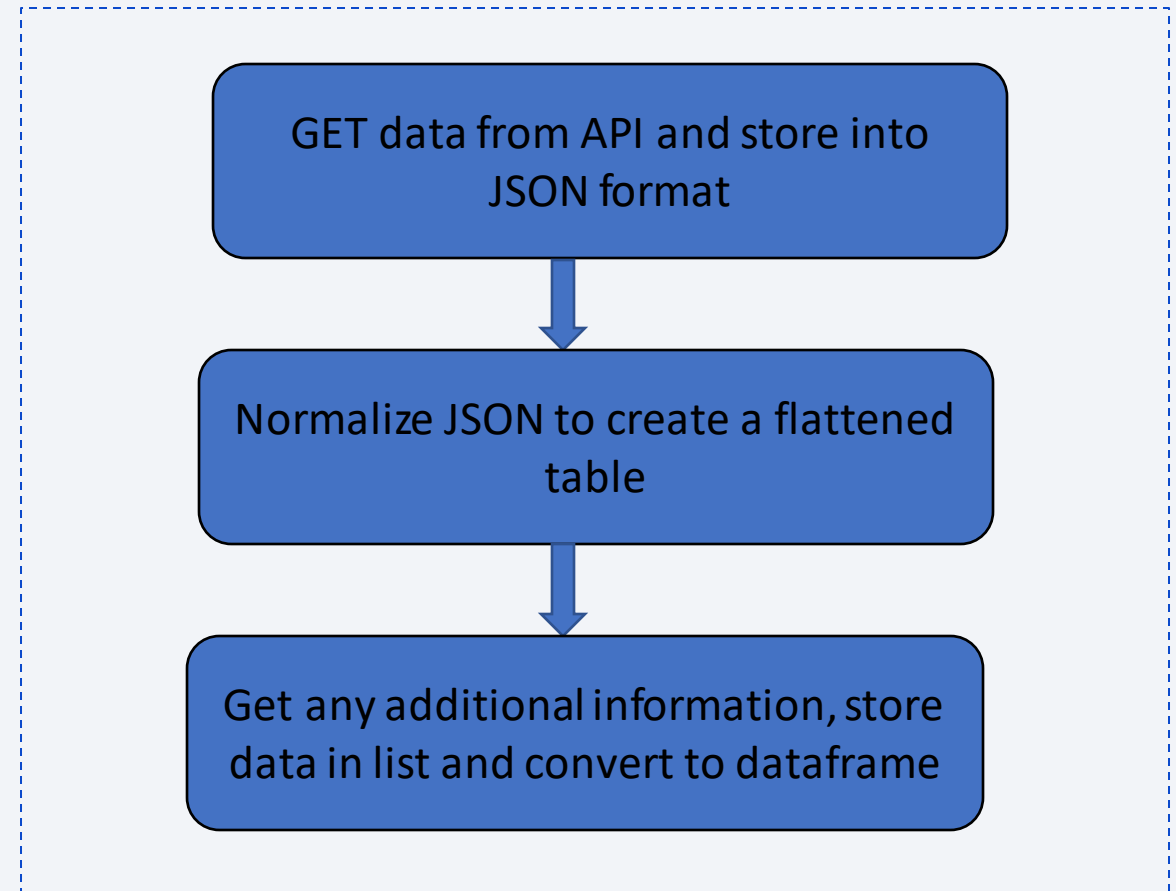 GET data from API and store into
JSON format
Normalize JSON to create a flattened
table
Get any additional information, store
data in list and convert to dataframe